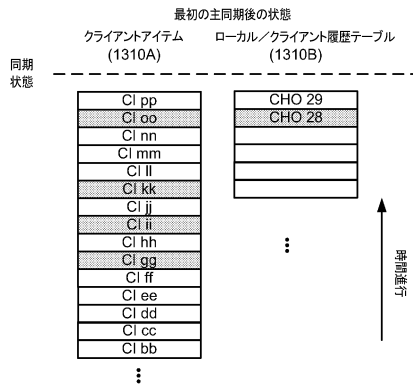 最初の主同期後の状態
クライアントアイテム
(1310A)
ローカル／クライアント履歴テーブル
(1310B)
同期
状態
CI pp
CI oo
CI nn
CI mm
CI ll
CI kk
CI jj
CI ii
CI hh
CI gg
CI ff
CI ee
CI dd
CI cc
CI bb
CHO 29
CHO 28
時間進行